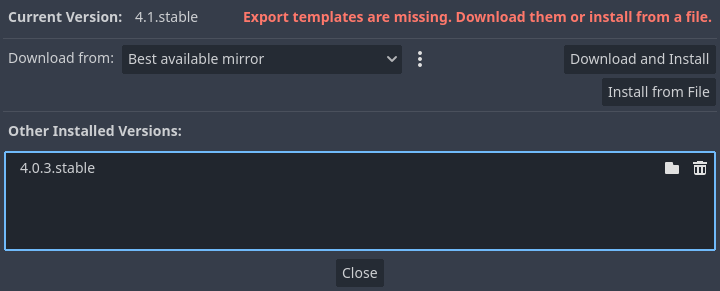 Current Version: 4.1.stable Export templates are missing. Download them or install from a file.
Download from: Best available mirror Download and Install
Install from File
Other Installed Versions:
4.0.3.stable
Close